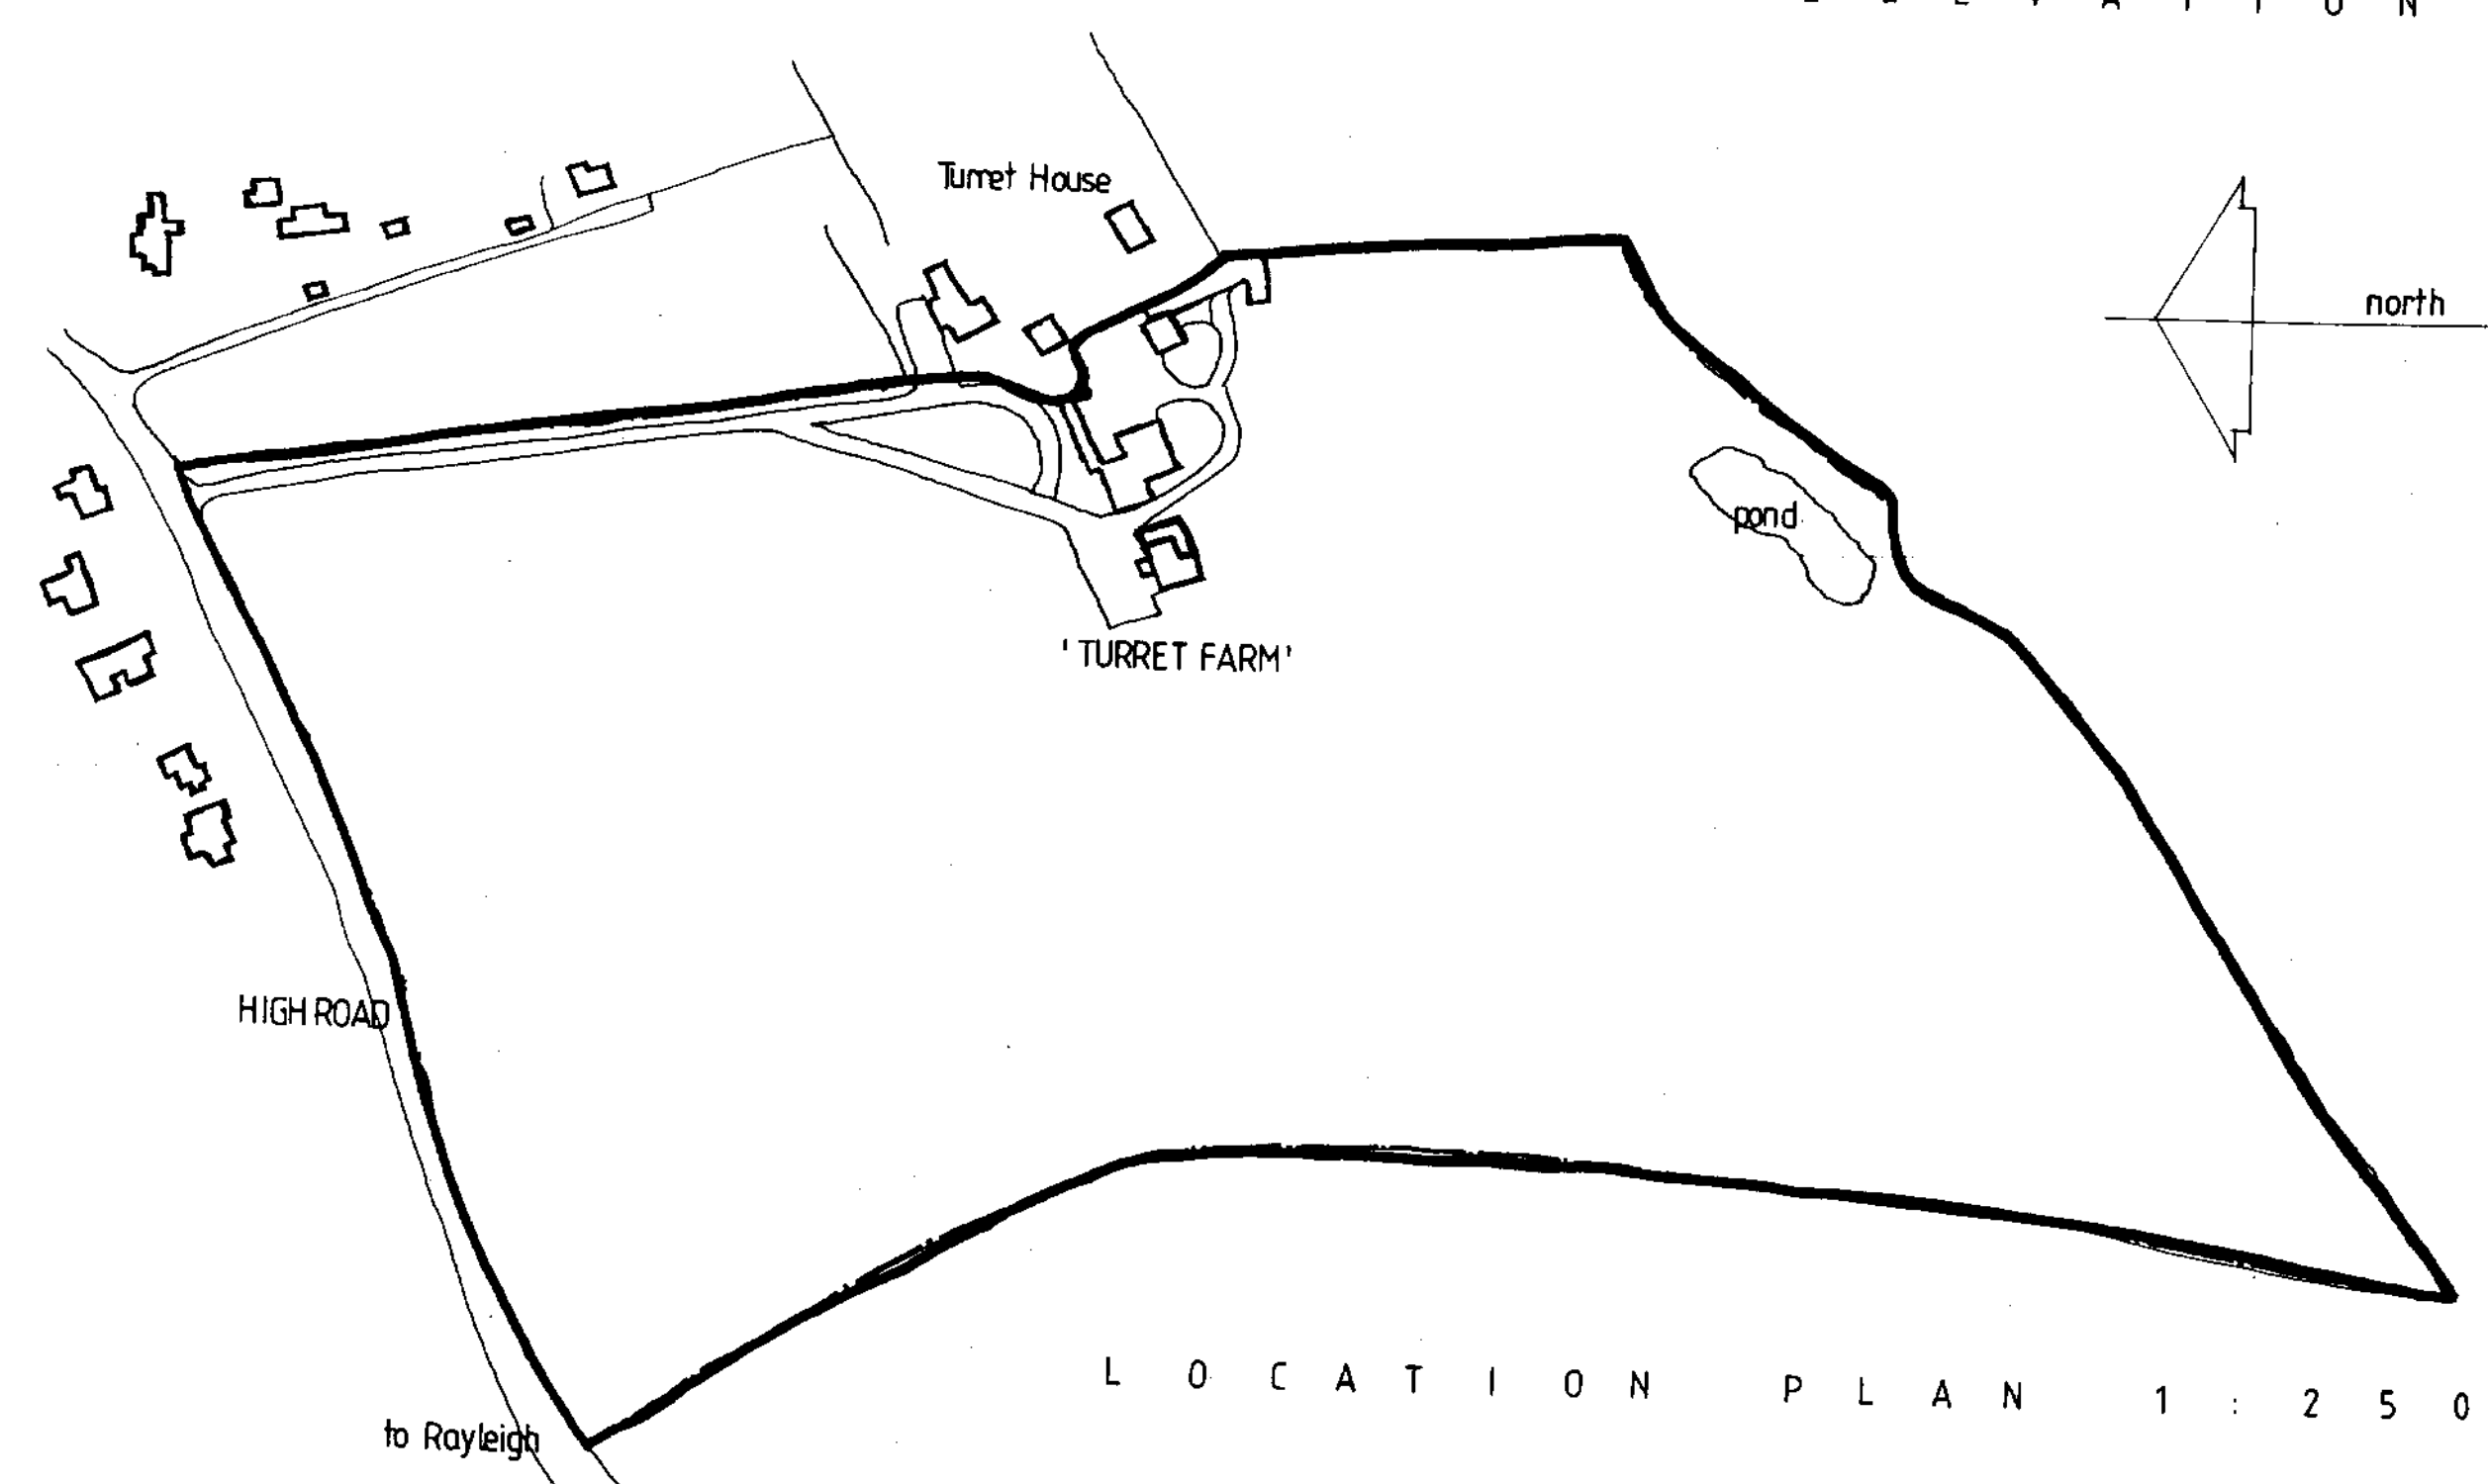 Turret House
north
pond
'TURRET FARM'
HIGH ROAD
LOCATION PLAN 1:250
to Rayleigh